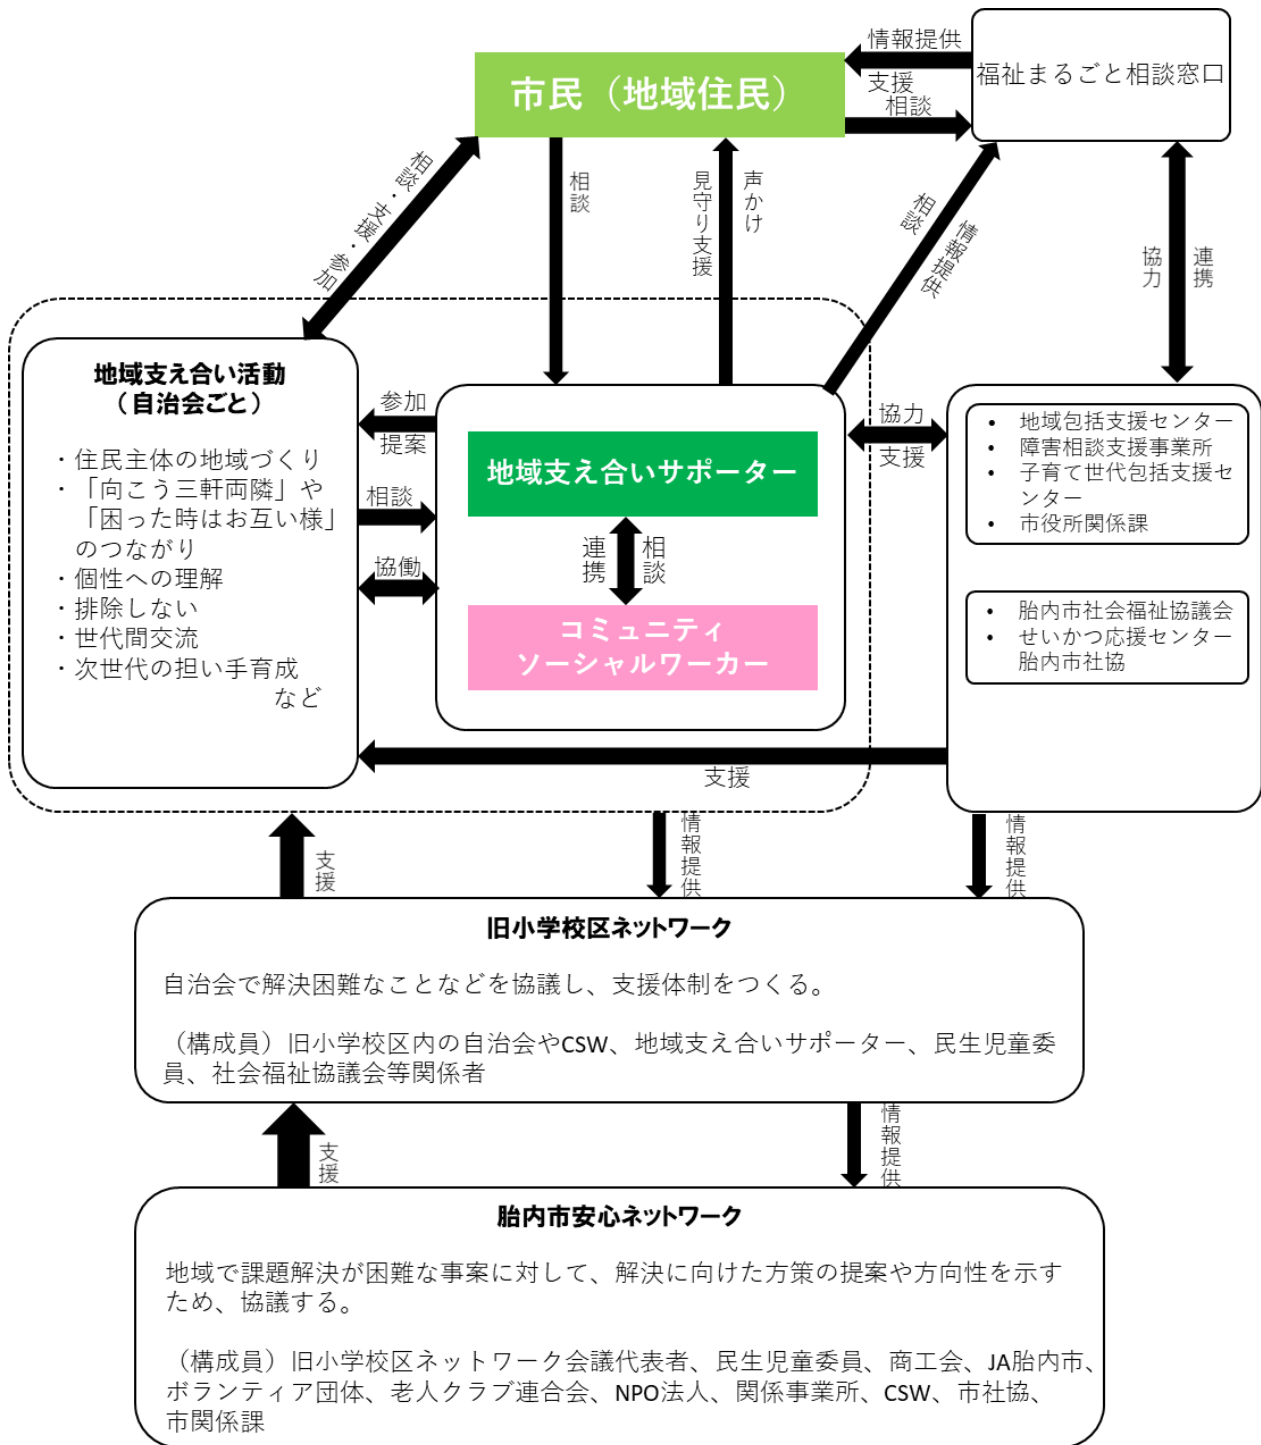 情報提供
福祉まるごと相談窓口
市民（地域住民）
支援
相談
相談・支援・参加
相談
見守り支援
声かけ
相談
情報提供
協力
連携
地域支え合い活動
（自治会ごと）
・住民主体の地域づくり
・「向こう三軒両隣」や
「困った時はお互い様」
のつながり
・個性への理解
・排除しない
・世代間交流
・次世代の担い手育成
など
参加
提案
相談
協働
地域支え合いサポーター
連携
相談
コミュニティ
ソーシャルワーカー
協力
支援
• 地域包括支援センター
• 障害相談支援事業所
• 子育て世代包括支援セ
ンター
• 市役所関係課
• 胎内市社会福祉協議会
• せいかつ応援センター
胎内市社協
支援
支援
情報提供
情報提供
旧小学校区ネットワーク
自治会で解決困難なことなどを協議し、支援体制をつくる。
（構成員）旧小学校区内の自治会やCSW、地域支え合いサポーター、民生児童委
員、社会福祉協議会等関係者
支援
情報提供
胎内市安心ネットワーク
地域で課題解決が困難な事案に対して、解決に向けた方策の提案や方向性を示す
ため、協議する。
（構成員）旧小学校区ネットワーク会議代表者、民生児童委員、商工会、JA胎内市、
ボランティア団体、老人クラブ連合会、NPO法人、関係事業所、CSW、市社協、
市関係課